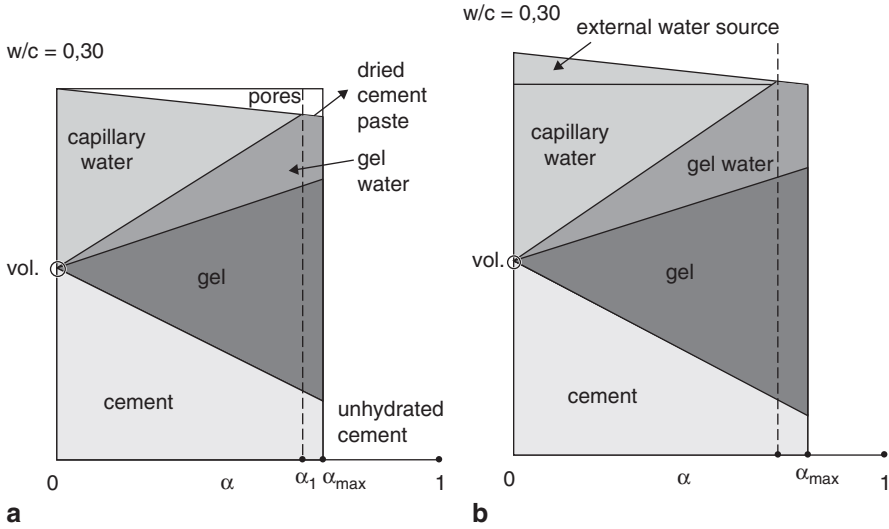 w/c = 0,30
pores
dried
cement
paste
capillary
water
gel
water
vol.
gel
cement
unhydrated
cement
0
α
α1
αmax
1
a
w/c = 0,30
external water source
capillary
water
gel water
vol.
gel
cement
0
α
αmax
1
b